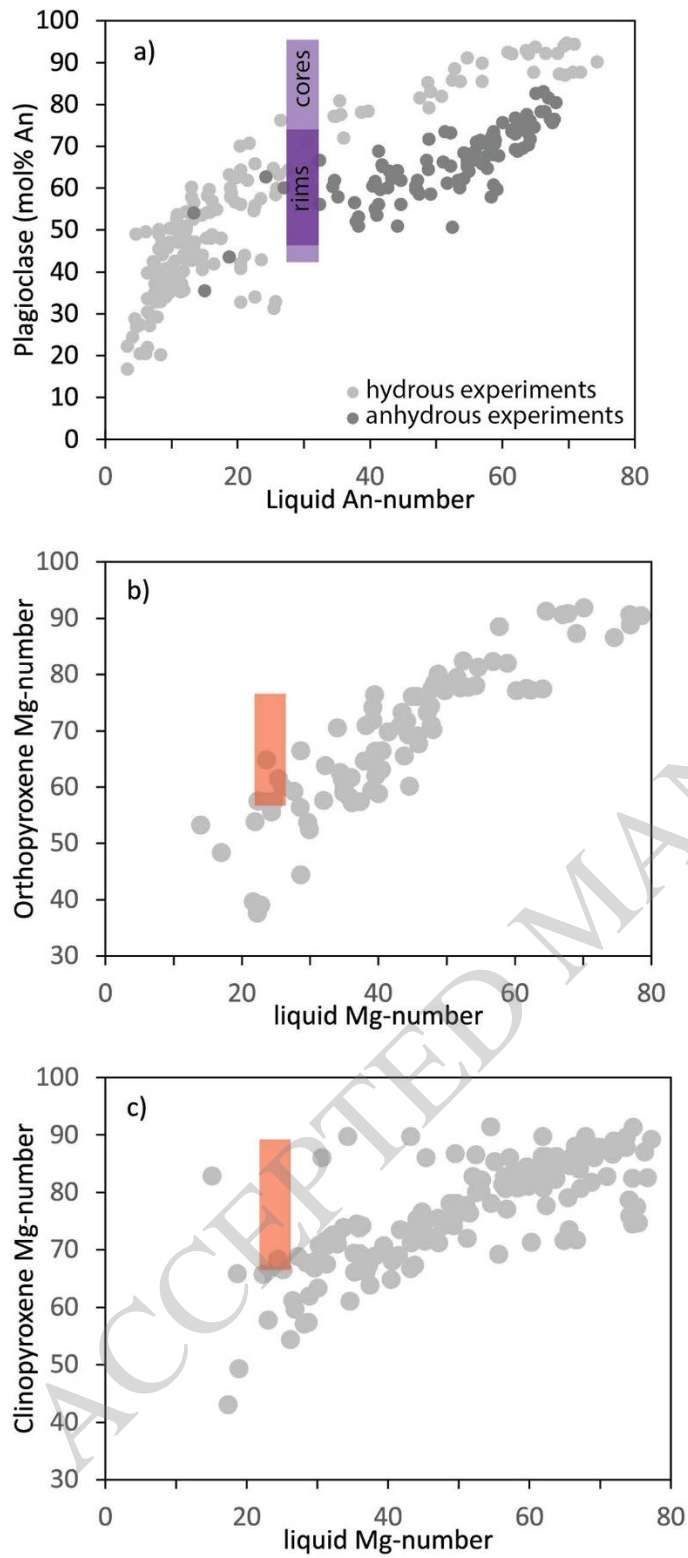 a)
100
90
80
70
60
50
40
30
20
10
0
Plagioclase (mol% An)
cores
rims
hydrous experiments
anhydrous experiments
0 20 40 60 80
Liquid An-number
b)
100
90
80
70
60
50
40
30
Orthopyroxene Mg-number
0 20 40 60 80
liquid Mg-number
c)
100
90
80
70
60
50
40
30
Clinopyroxene Mg-number
0 20 40 60 80
liquid Mg-number
ACCEPTED MAN